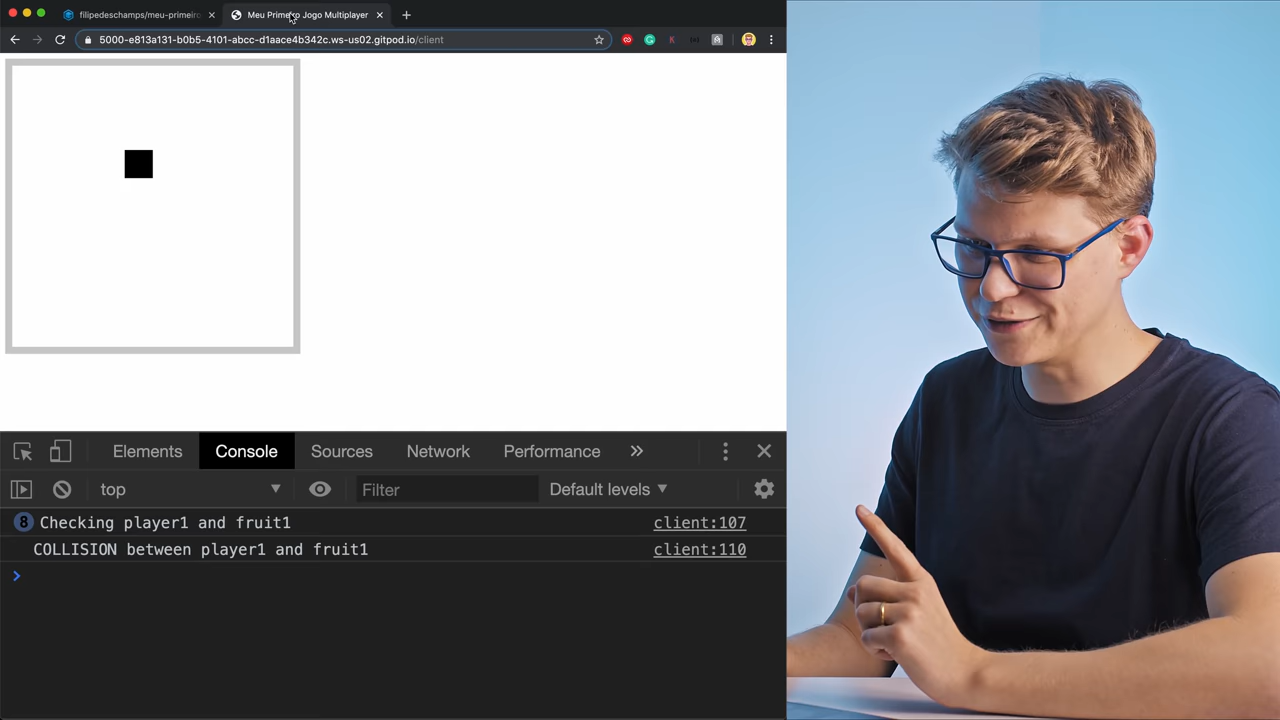 filipedeschamps/meu-primeiro
Meu Primeiro Jogo Multiplayer
5000-e813a131-b0b5-4101-abcc-d1aace4b342c.ws-us02.gitpod.io/client
Elements
Console
Sources
Network
Performance
top
Filter
Default levels
8 Checking player1 and fruit1 client:107
COLLISION between player1 and fruit1 client:110